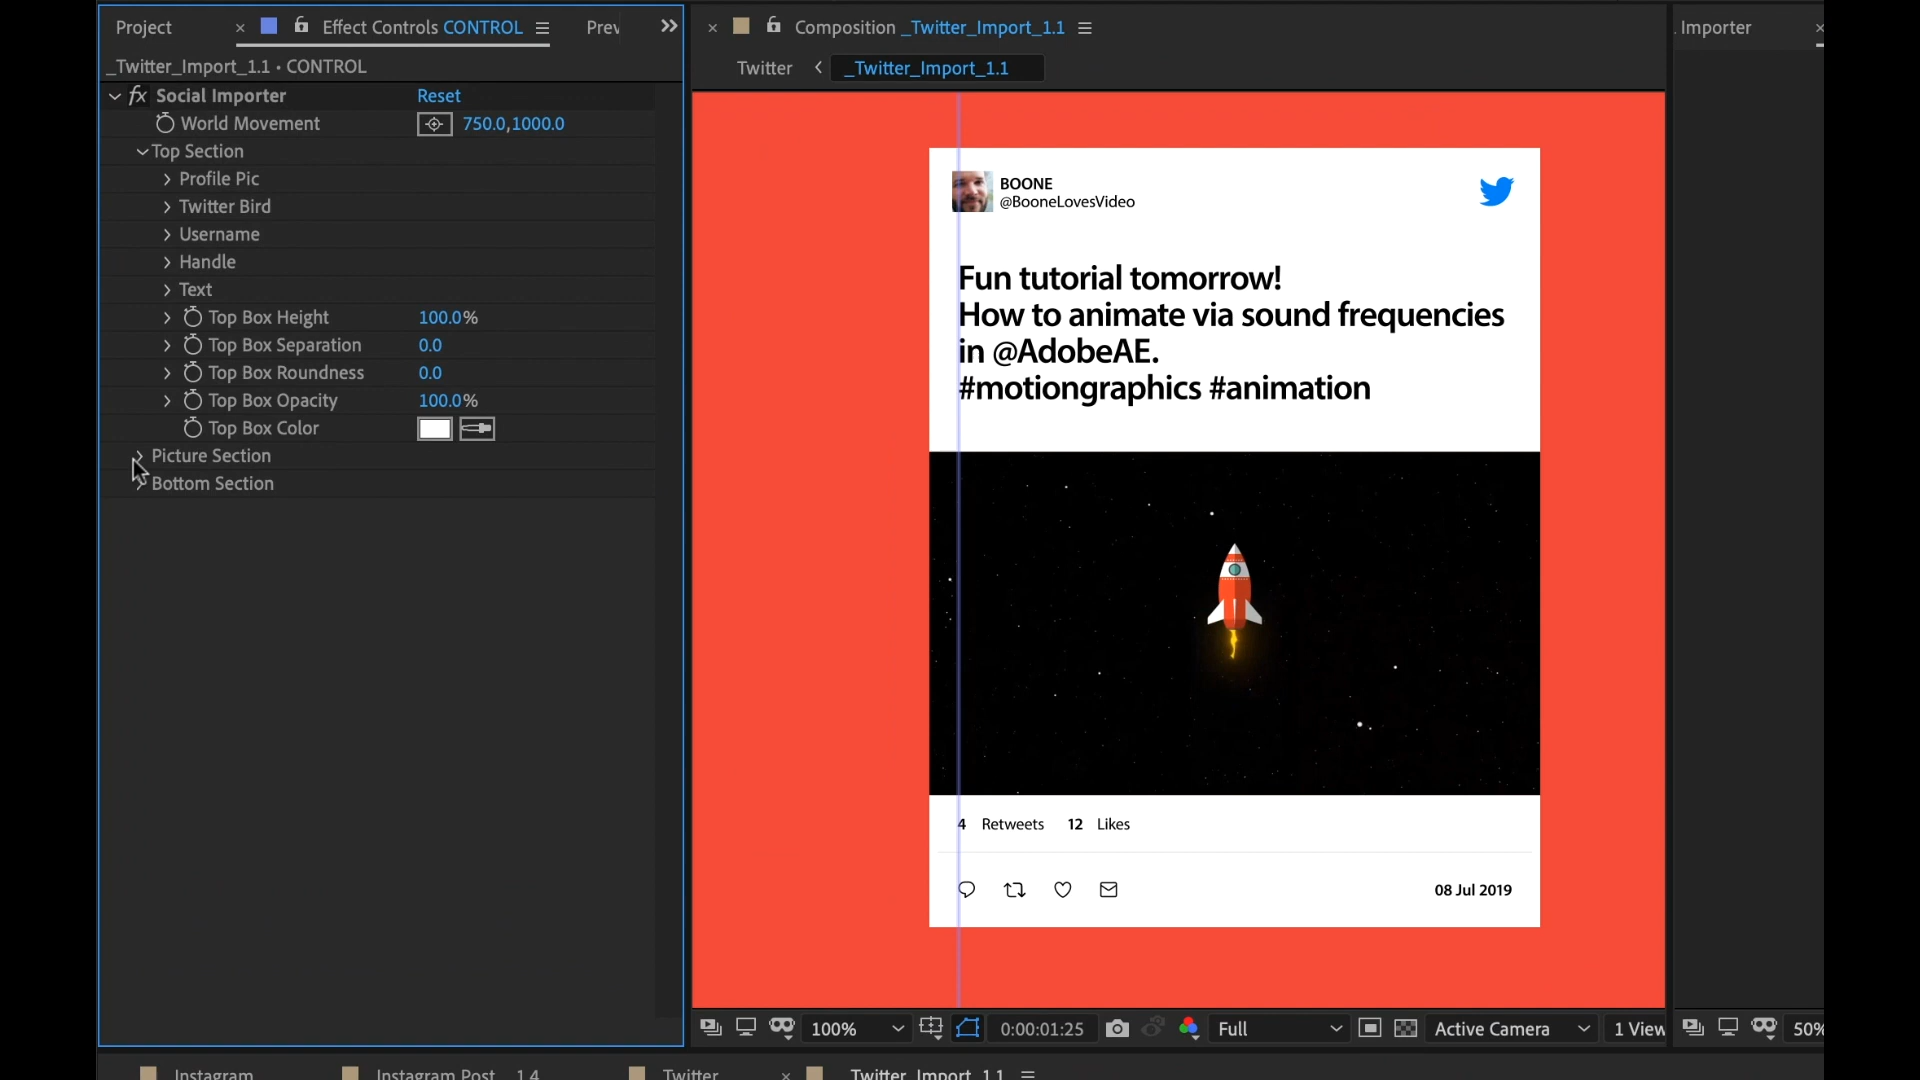 Project
Effect Controls CONTROL
Prev
_Twitter_Import_1.1 • CONTROL
fx Social Importer Reset
World Movement 750.0,1000.0
Top Section
Profile Pic
Twitter Bird
Username
Handle
Text
Top Box Height 100.0%
Top Box Separation 0.0
Top Box Roundness 0.0
Top Box Opacity 100.0%
Top Box Color
Picture Section
Bottom Section
Composition _Twitter_Import_1.1
Twitter _Twitter_Import_1.1
Importer
BOONE
@BooneLovesVideo
Fun tutorial tomorrow!
How to animate via sound frequencies
in @AdobeAE.
#motiongraphics #animation
4 Retweets 12 Likes
08 Jul 2019
100% 0:00:01:25 Full Active Camera 1 View 50%
Instagram Instagram Post_1.4 Twitter _Twitter_Import_1.1